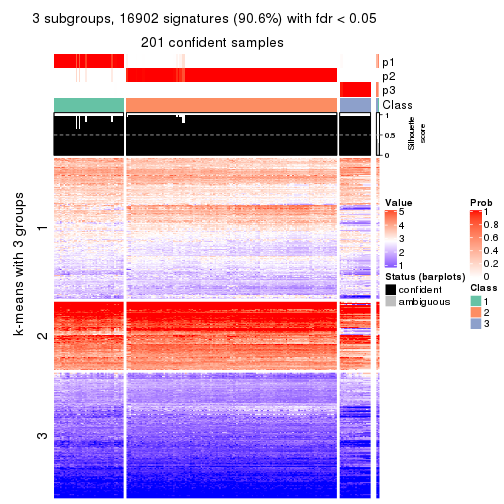 3 subgroups, 16902 signatures (90.6%) with fdr < 0.05
201 confident samples
p1
p2
p3
Class
1
0.5
0
Silhouette
score
k-means with 3 groups
1
2
3
Value
5
4
3
2
1
Status (barplots)
confident
ambiguous
Prob
1
0.8
0.6
0.4
0.2
0
Class
1
2
3